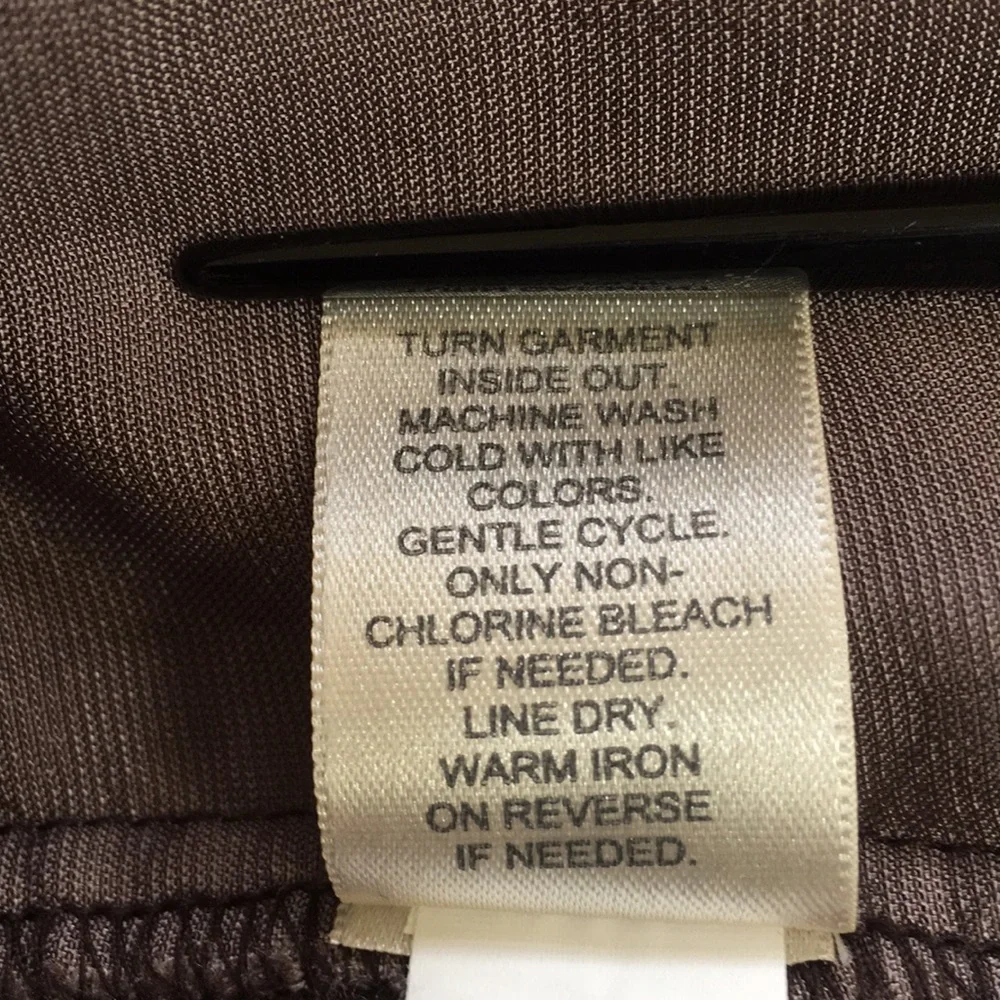 TURN GARMENT
INSIDE OUT.
MACHINE WASH
COLD WITH LIKE
COLORS.
GENTLE CYCLE.
ONLY NON-
CHLORINE BLEACH
IF NEEDED.
LINE DRY.
WARM IRON
ON REVERSE
IF NEEDED.